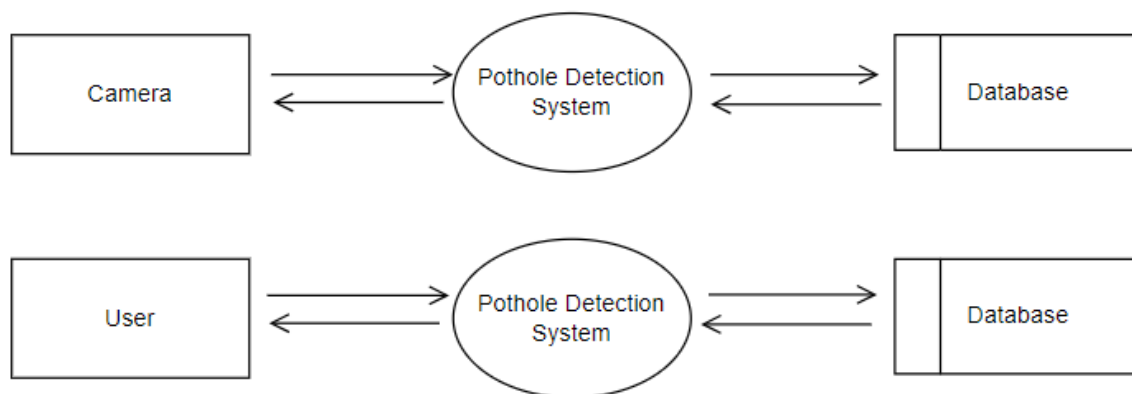 Camera
Pothole Detection
System
Database
User
Pothole Detection
System
Database